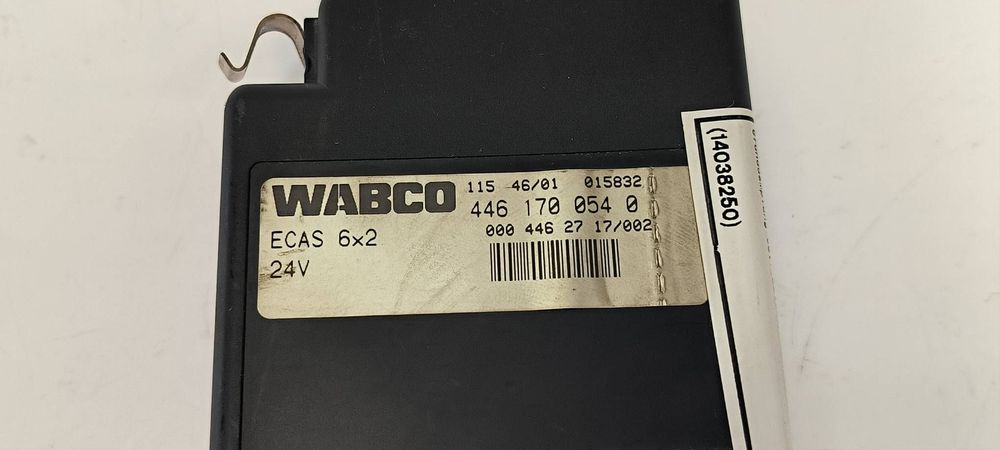 WABCO
115 46/01 015832
446 170 054 0
000 446 27 17/002
ECAS 6x2
24V
(14038250)